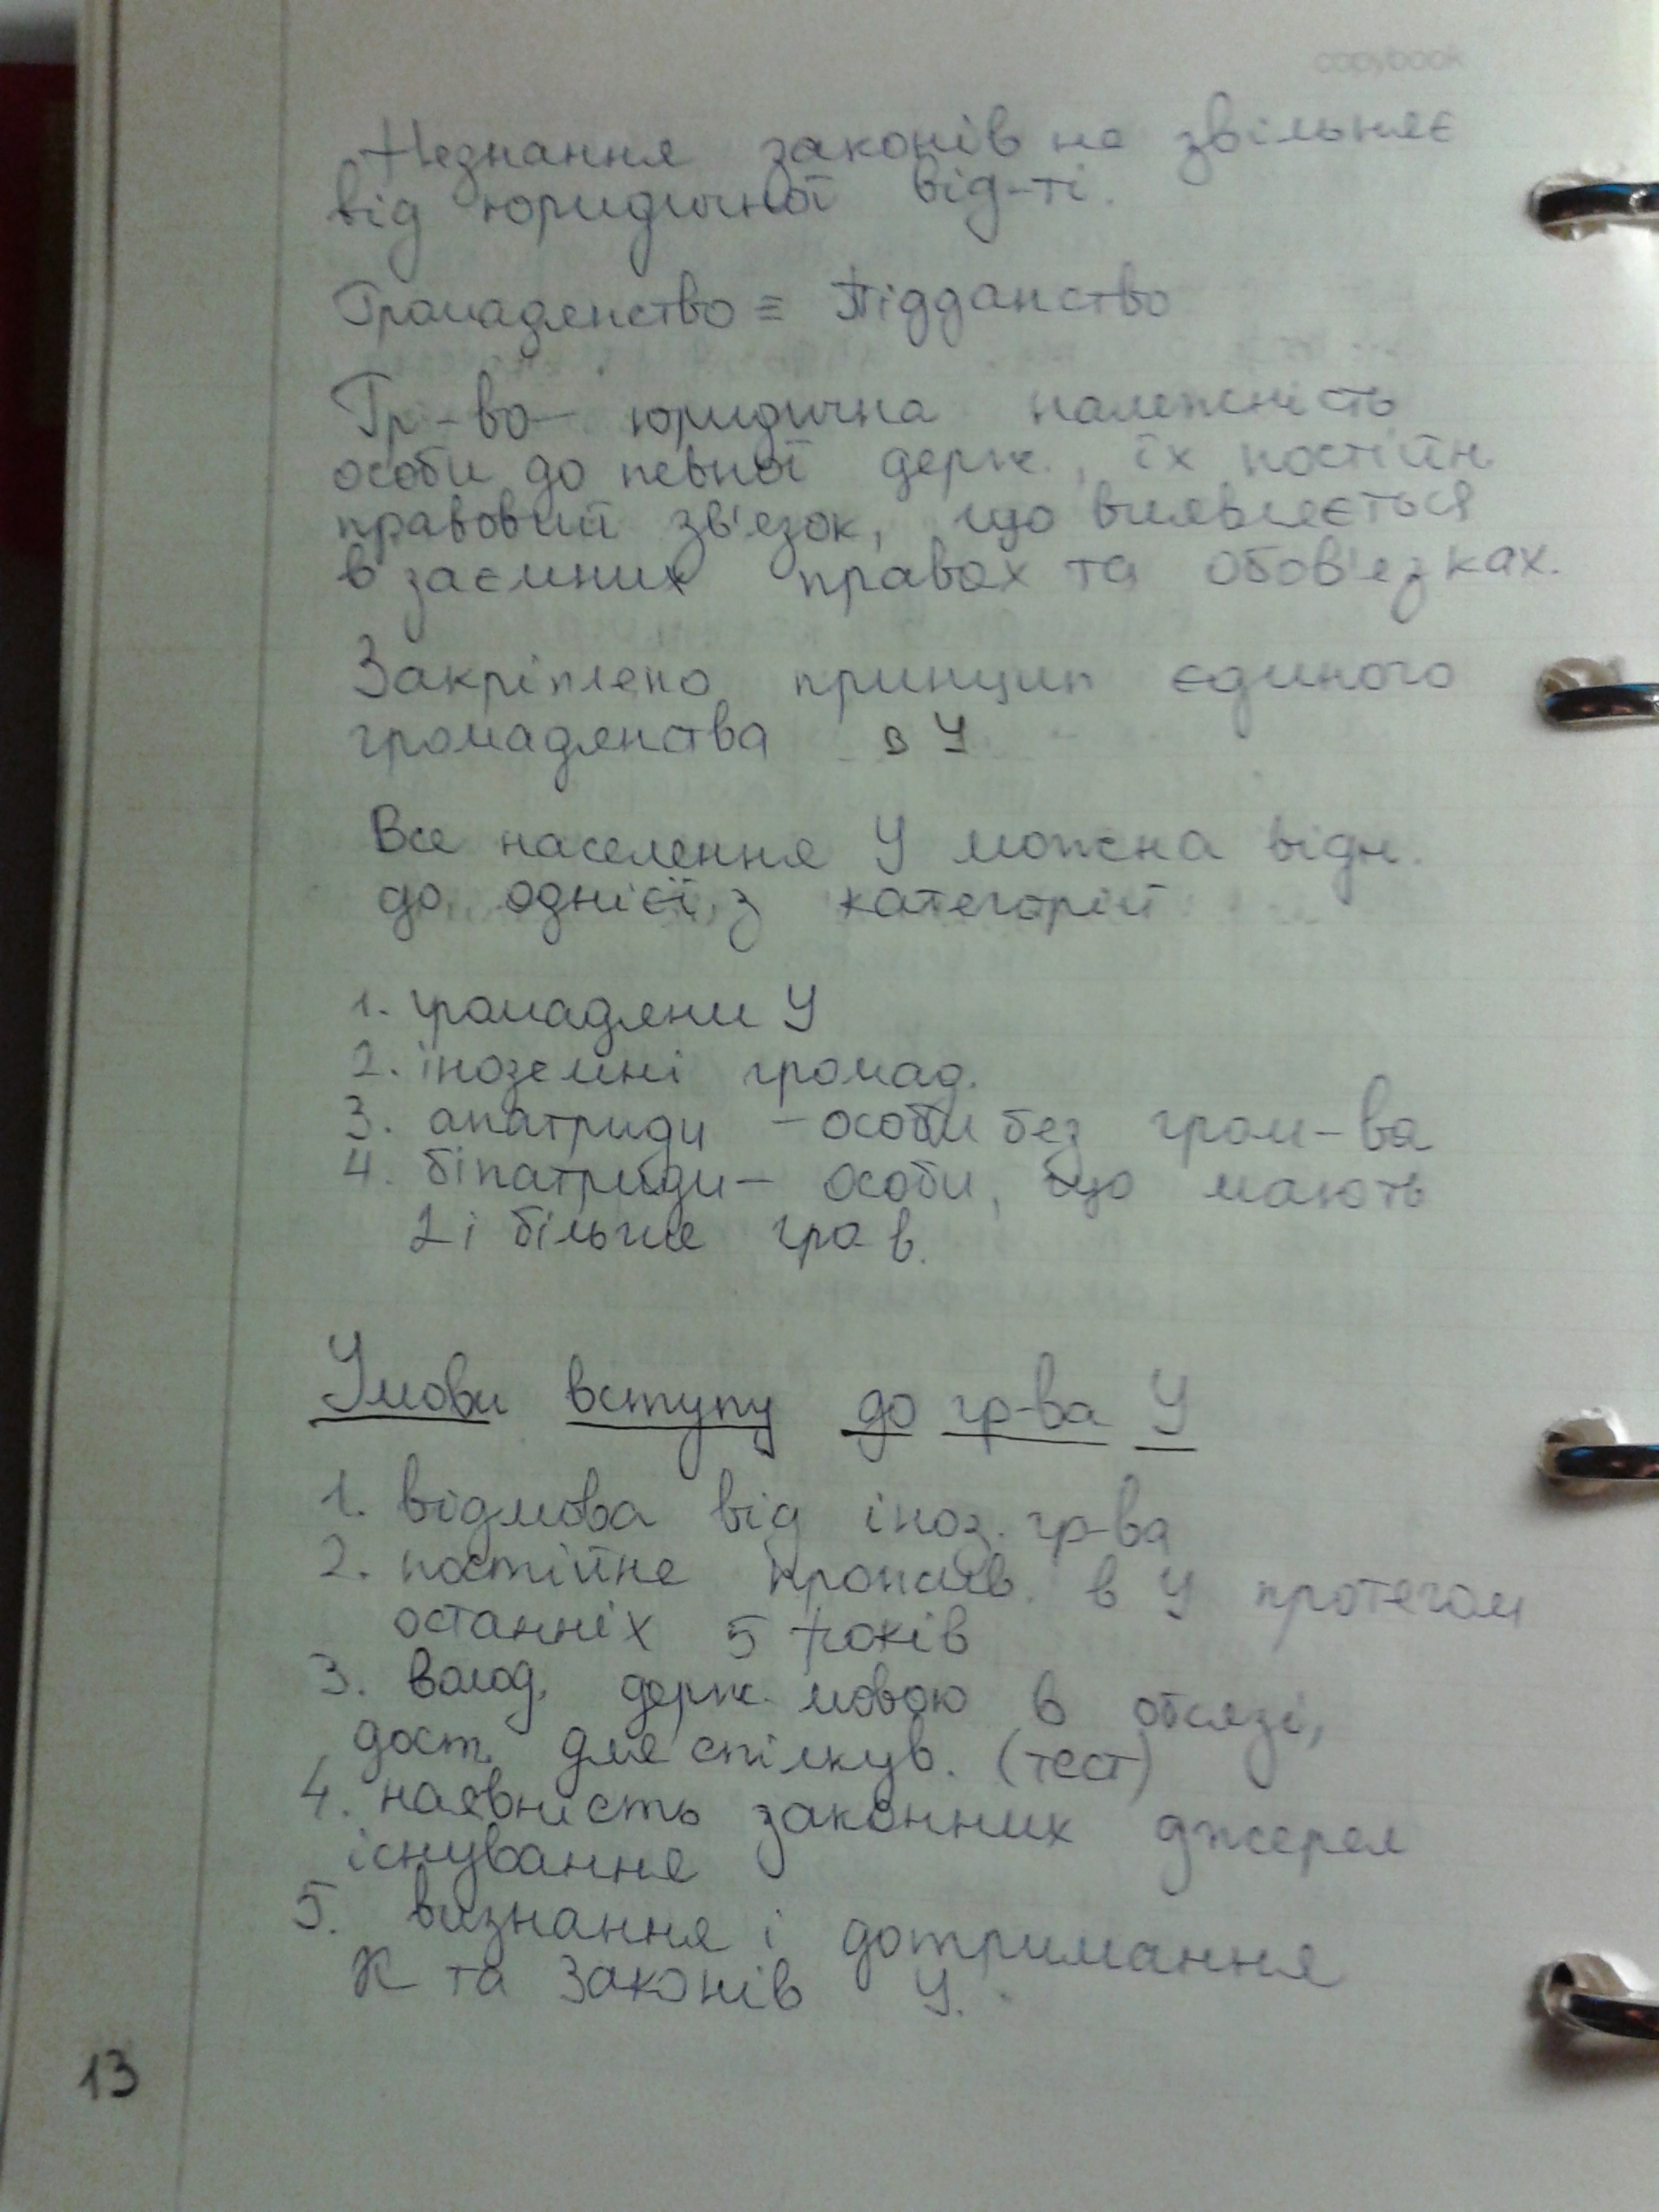 copybook
Незнання законів не звільняє
від юридичної від-ті.
Громадянство ≡ Підданство
Гр-во - юридична належність
особи до певної держ., їх постійн
правовий зв'язок, що виявляється
в заємних правах та обов'язках.
Закріплено принцип єдиного
громадянства в У
Все населення У можна відн.
до однієї з категорій
1. громадяни У
2. іноземні громад.
3. апатриди - особи без гром-ва
4. біпатриди - особи, що мають
2 і більше гро в.
Умови вступу до гр-ва У
1. відмова від іноз. гр-ва
2. постійне прожив. в У протягом
останніх 5 років
3. волод. держ. мовою в обсязі,
дост. для спілкув. (тест)
4. наявність законних джерел
існування
5. визнання і дотримання
К та Законів У.
13